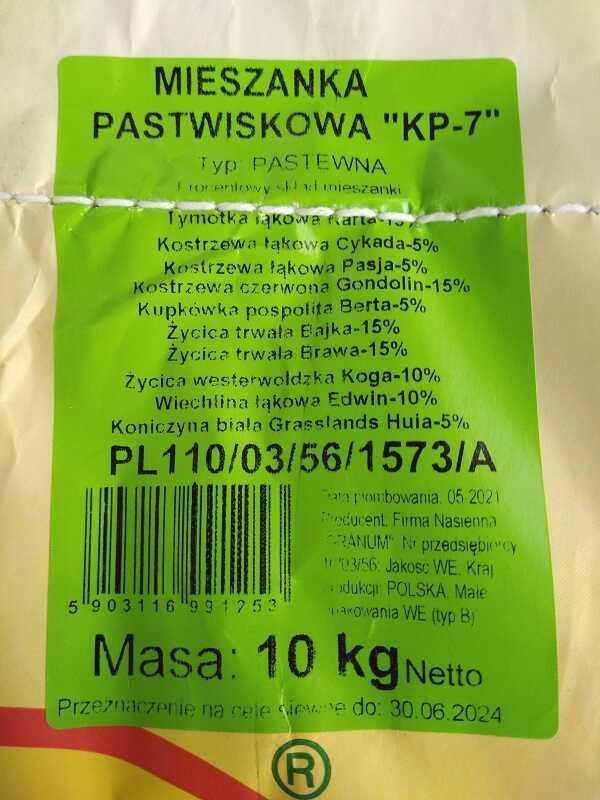 MIESZANKA
PASTWISKOWA "KP-7"
Typ: PASTEWNA
Procentowy skład mieszanki
Tymotka łąkowa Karta-15%
Kostrzewa łąkowa Cykada-5%
Kostrzewa łąkowa Pasja-5%
Kostrzewa czerwona Gondolin-15%
Kupkówka pospolita Berta-5%
Życica trwała Bajka-15%
Życica trwała Brawa-15%
Życica westerwoldzka Koga-10%
Wiechlina łąkowa Edwin-10%
Koniczyna biała Grasslands Huia-5%
PL110/03/56/1573/A
Data plombowania. 05.2021
Producent. Firma Nasienna
"GRANUM". Nr przedsiębiorcy
/03/56; Jakość WE. Kraj
produkcji POLSKA. Małe
opakowania WE (typ B)
5 903116 991253
Masa: 10 kg Netto
Przeznaczenie na cele siewne do: 30.06.2024
®